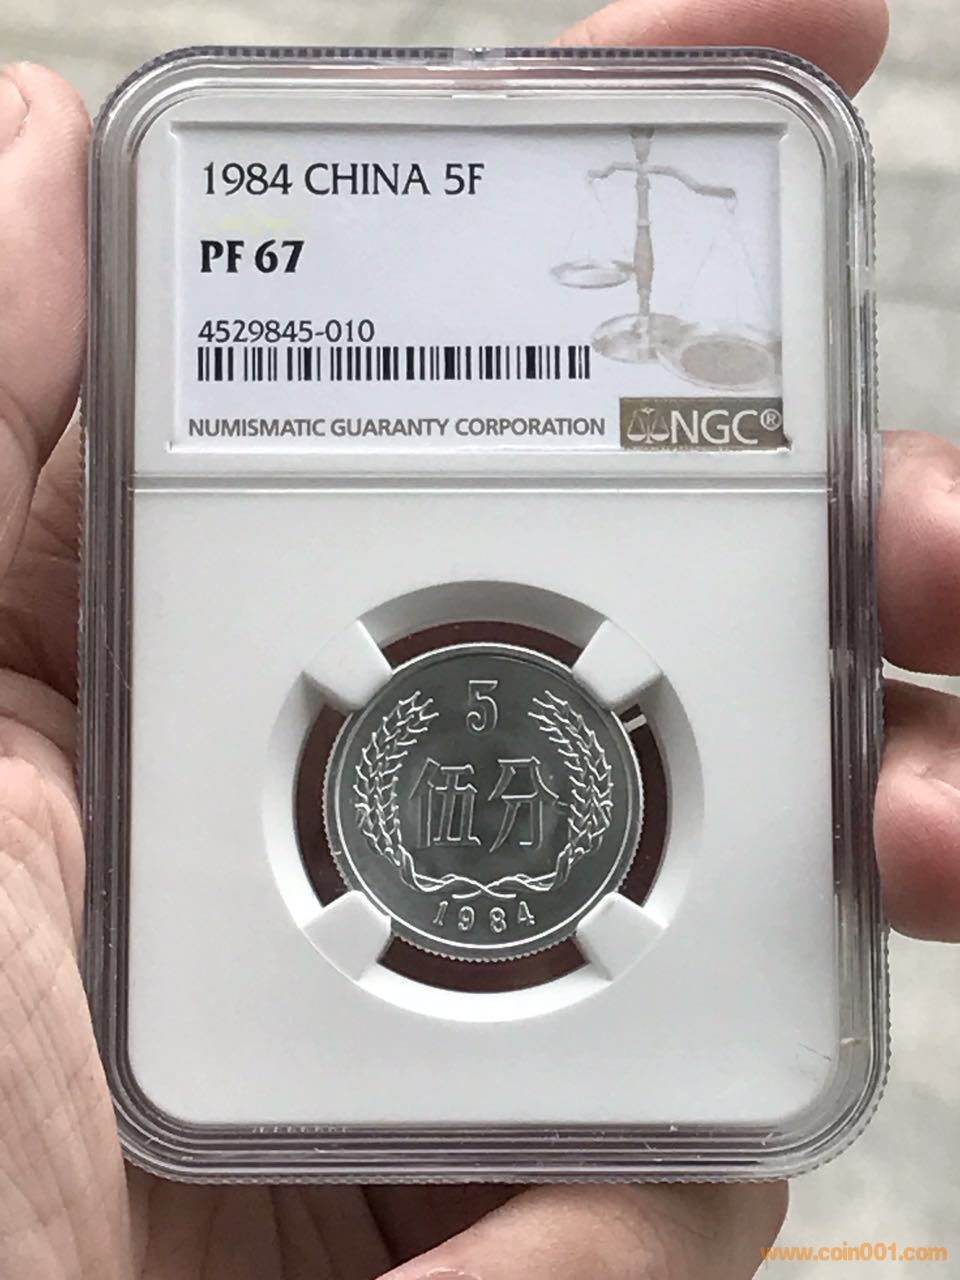 1984 CHINA 5F
PF 67
4529845-010
NUMISMATIC GUARANTY CORPORATION
NGC®
5
伍分
1984
www.coin001.com